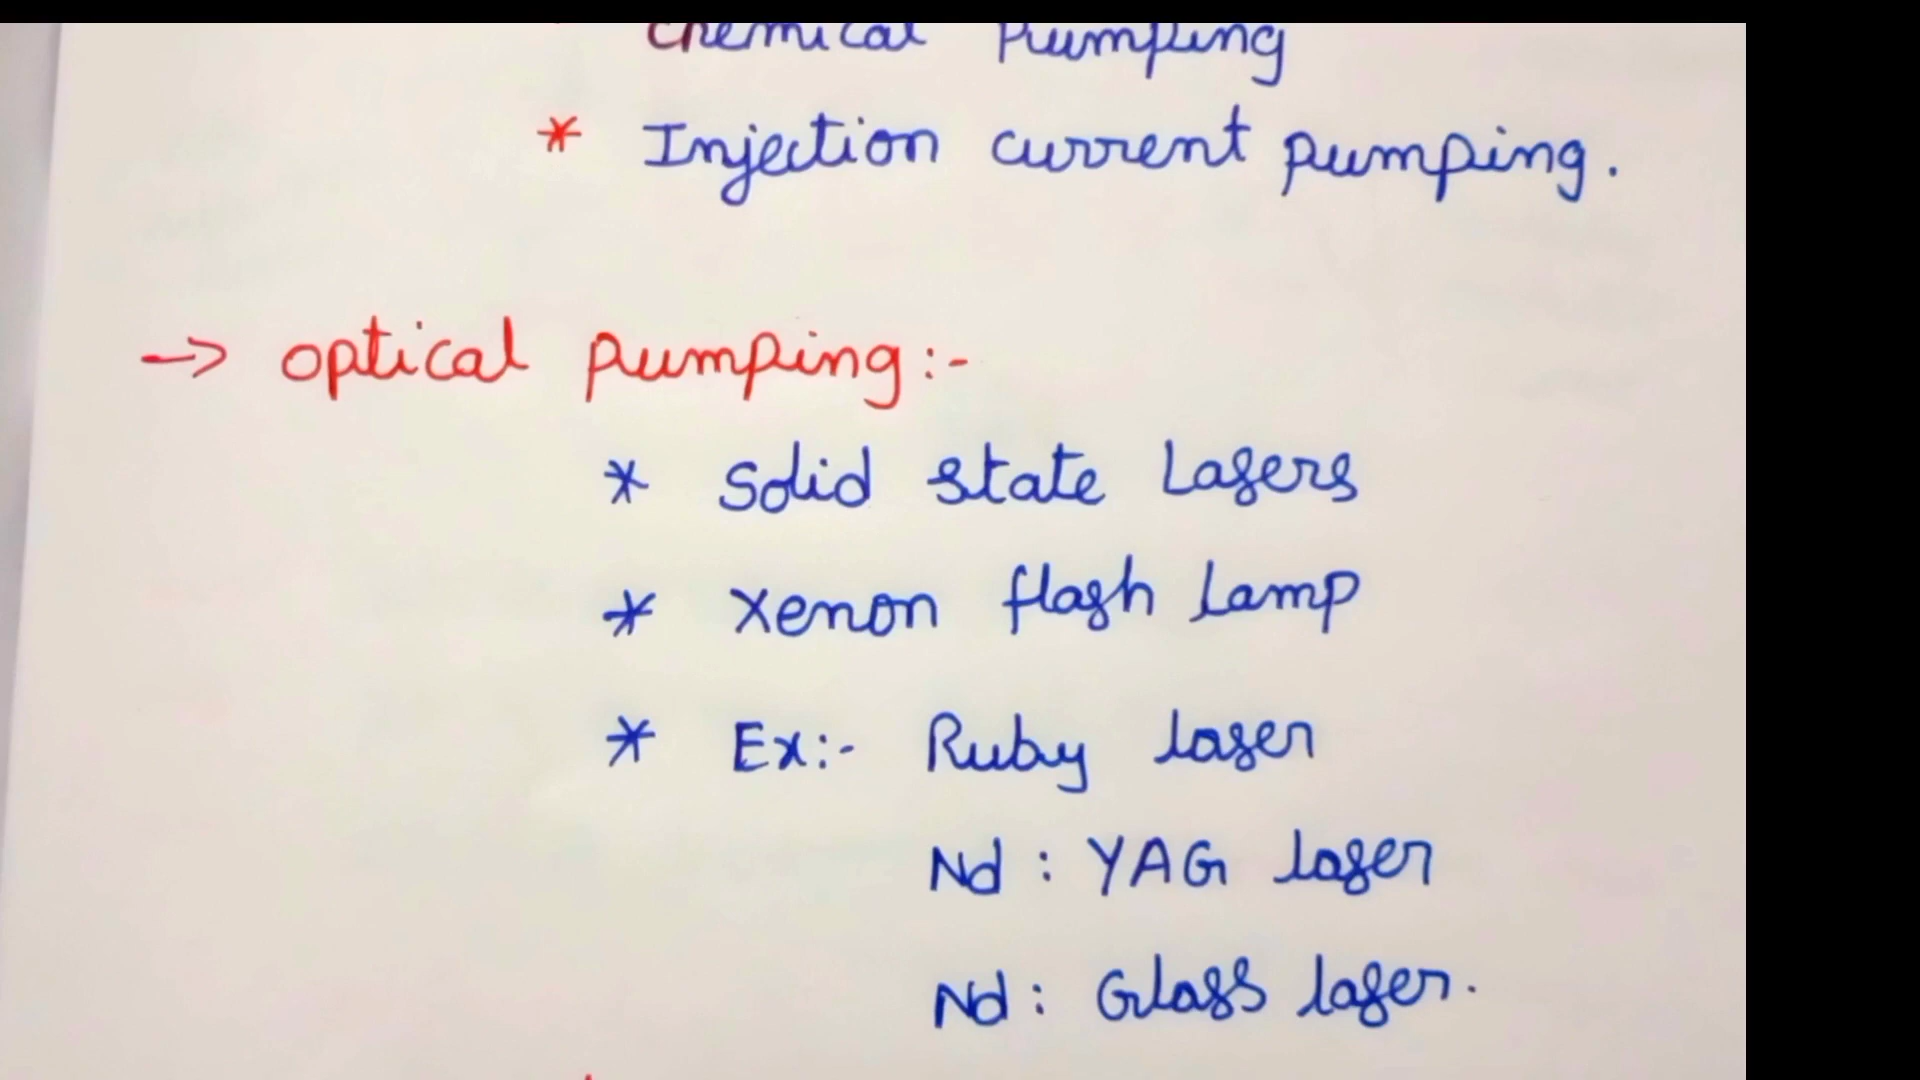 Chemical Pumping
* Injection current pumping.
→ optical pumping:-
* Solid state Lasers
* Xenon flash lamp
* Ex:- Ruby laser
Nd : YAG laser
Nd : Glass laser.